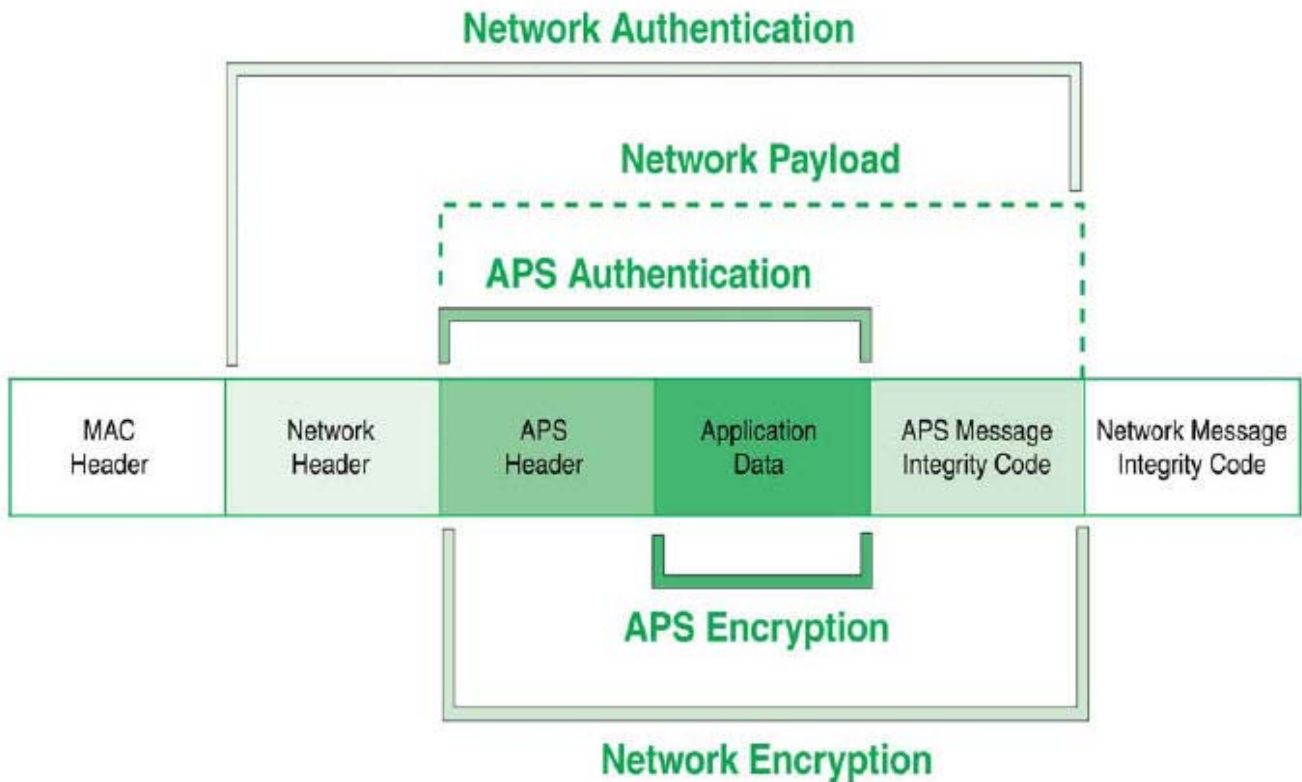 Network Authentication
Network Payload
APS Authentication
MAC
Header
Network
Header
APS
Header
Application
Data
APS Message
Integrity Code
Network Message
Integrity Code
APS Encryption
Network Encryption